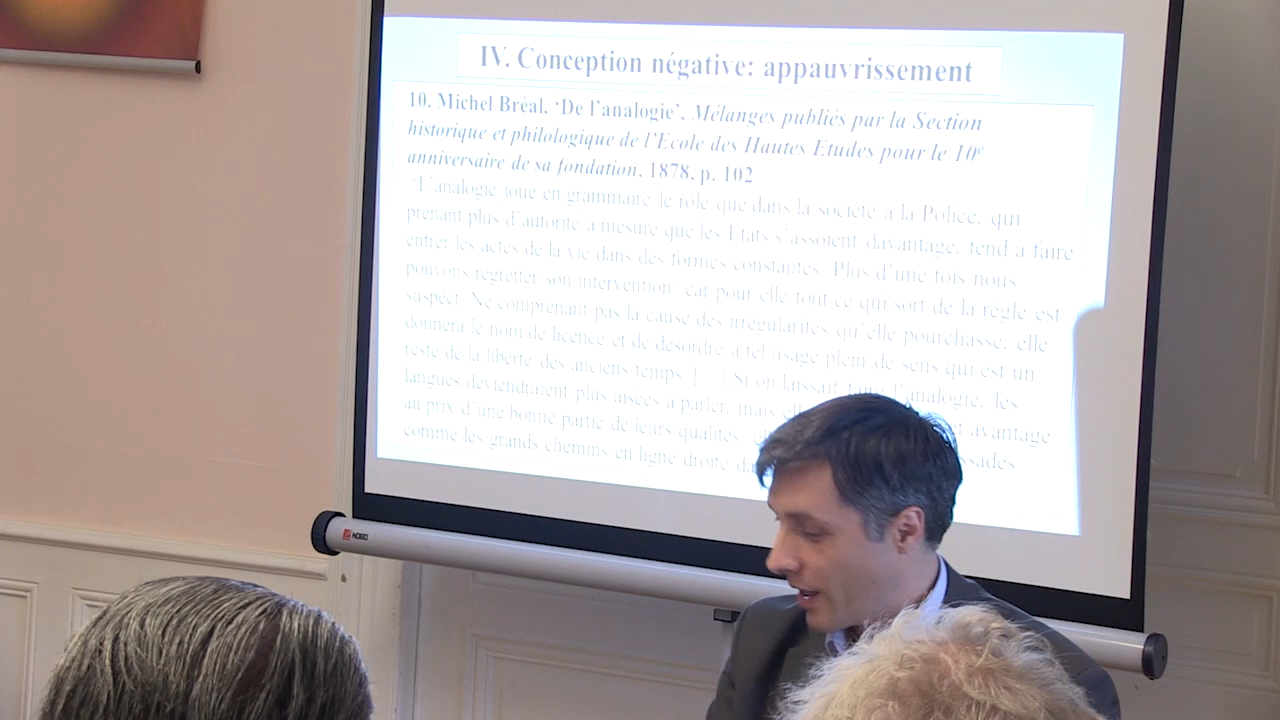 IV. Conception négative: appauvrissement
10. Michel Bréal, ‘De l’analogie’, Mélanges publiés par la Section
historique et philologique de l’Ecole des Hautes Etudes pour le 10e
anniversaire de sa fondation, 1878, p. 102
‘L’analogie joue en grammaire le rôle que dans la société a la Police, qui
prenant plus d’autorité à mesure que les Etats s’assoient davantage, tend à faire
entrer les actes de la vie dans des formes constantes. Plus d’une fois nous
pouvons regretter son intervention, car pour elle tout ce qui sort de la règle est
suspect. Ne comprenant pas la cause des irrégularités qu’elle pourchasse, elle
donnera le nom de licence et de désordre à tel usage plein de sens qui est un
reste de la liberté des anciens temps. [...] Si on laissait faire l’analogie, les
langues deviendraient plus aisées à parler, mais avantage
au prix d’une bonne partie de leurs qualités
comme les grands chemins en ligne droite
NOBO